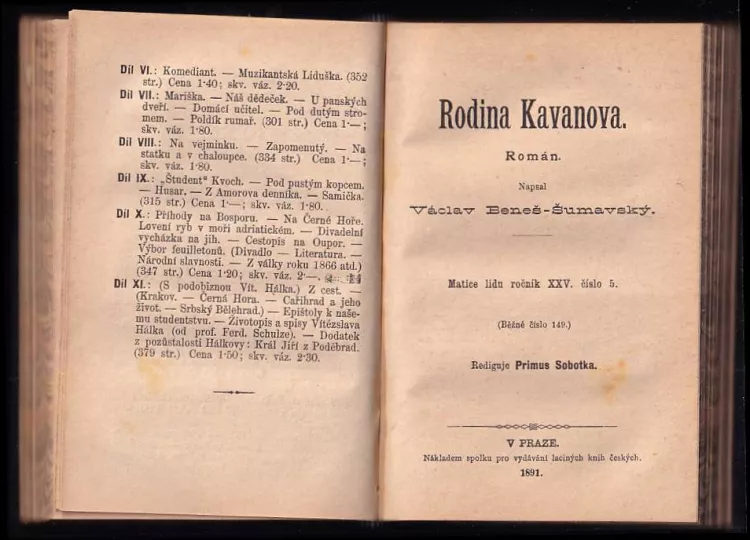 Díl VI.: Komediant. — Muzikantská Liduška. (352
str.) Cena 1·40; skv. váz. 2·20.
Díl VII.: Mariška. — Náš dědeček. — U panských
dveří. — Domácí učitel. — Pod dutým stro-
mem. — Poldík rumař. (301 str.) Cena 1·—;
skv. váz. 1·80.
Díl VIII.: Na vejminku. — Zapomenutý. — Na
statku a v chaloupce. (334 str.) Cena 1·—;
skv. váz. 1·80.
Díl IX.: „Študent“ Kvoch. — Pod pustým kopcem.
— Husar. — Z Amorova denníka. — Samička.
(315 str.) Cena 1·—; skv. váz. 1·80.
Díl X.: Příhody na Bosporu. — Na Černé Hoře.
Lovení ryb v moři adriatickém. — Divadelní
vycházka na jih. — Cestopis na Oupor. —
Výbor feuilletonů. (Divadlo — Literatura. —
Národní slavnosti. — Z války roku 1866 atd.)
(347 str.) Cena 1·20; skv. váz. 2·—.
Díl XI.: (S podobiznou Vít. Hálka.) Z cest. —
(Krakov. — Černá Hora. — Cařihrad a jeho
život. — Srbský Bělehrad.) — Epištoly k naše-
mu studentstvu. — Životopis a spisy Vítězslava
Hálka (od prof. Ferd. Schulze). — Dodatek
z pozůstalosti Hálkovy: Král Jiří z Poděbrad.
(379 str.) Cena 1·50; skv. váz. 2·30.
Rodina Kavanova.
Román.
Napsal
Václav Beneš-Šumavský.
Matice lidu ročník XXV. číslo 5.
(Běžné číslo 149.)
Rediguje Primus Sobotka.
V PRAZE.
Nákladem spolku pro vydávání laciných knih českých.
1891.